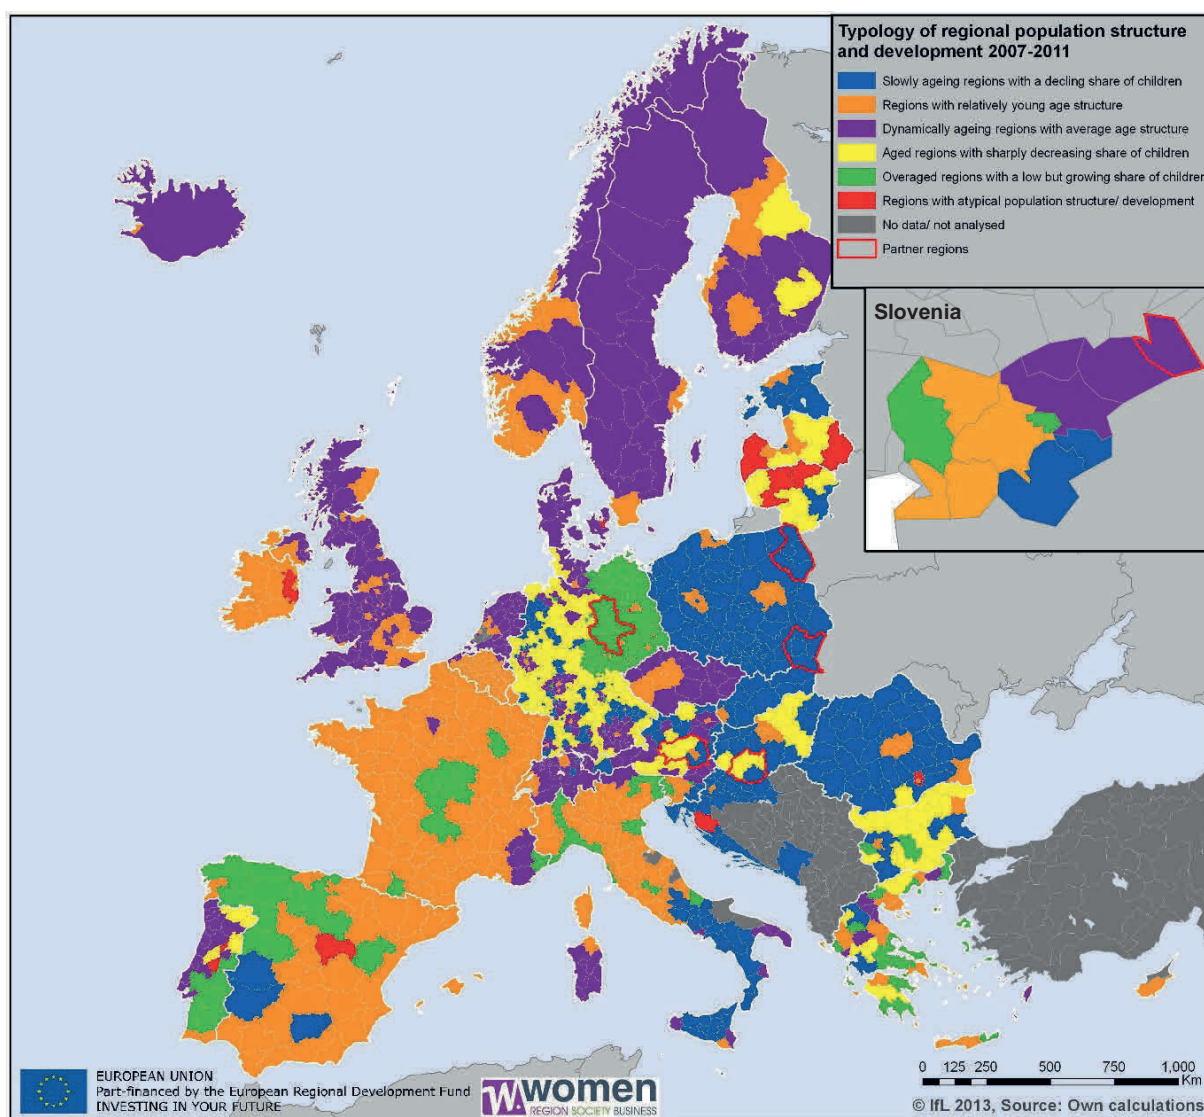 Typology of regional population structure
and development 2007-2011
Slowly ageing regions with a decling share of children
Regions with relatively young age structure
Dynamically ageing regions with average age structure
Aged regions with sharply decreasing share of children
Overaged regions with a low but growing share of children
Regions with atypical population structure/ development
No data/ not analysed
Partner regions
Slovenia
EUROPEAN UNION
Part-financed by the European Regional Development Fund
INVESTING IN YOUR FUTURE
W. women
REGION SOCIETY BUSINESS
0 125 250 500 750 1.000
Km
© IfL 2013, Source: Own calculations